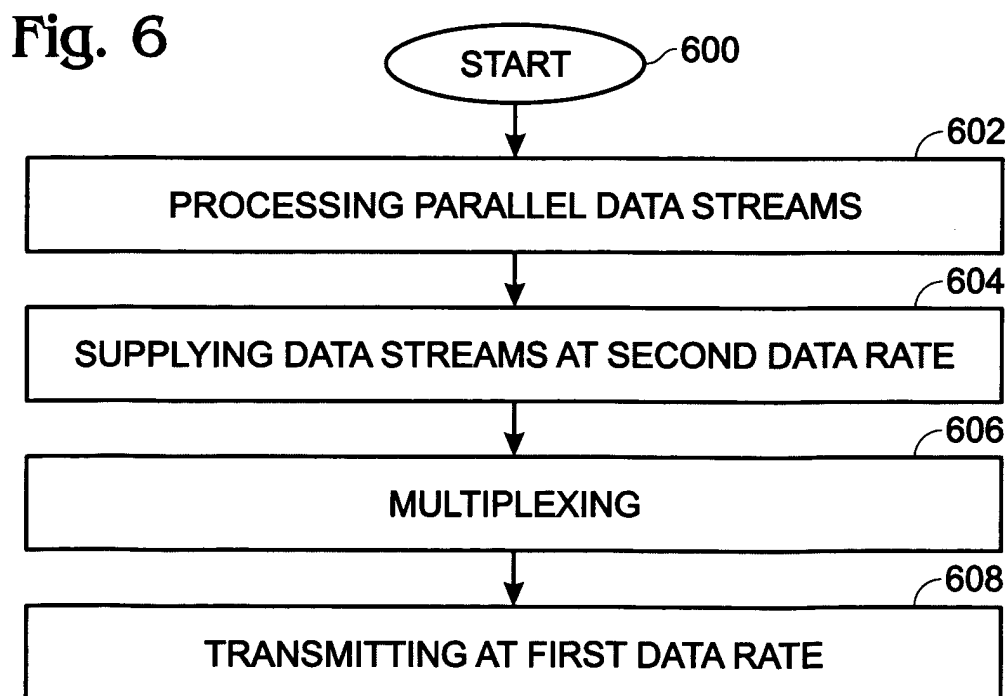 Fig. 6
START
600
602
PROCESSING PARALLEL DATA STREAMS
604
SUPPLYING DATA STREAMS AT SECOND DATA RATE
606
MULTIPLEXING
608
TRANSMITTING AT FIRST DATA RATE